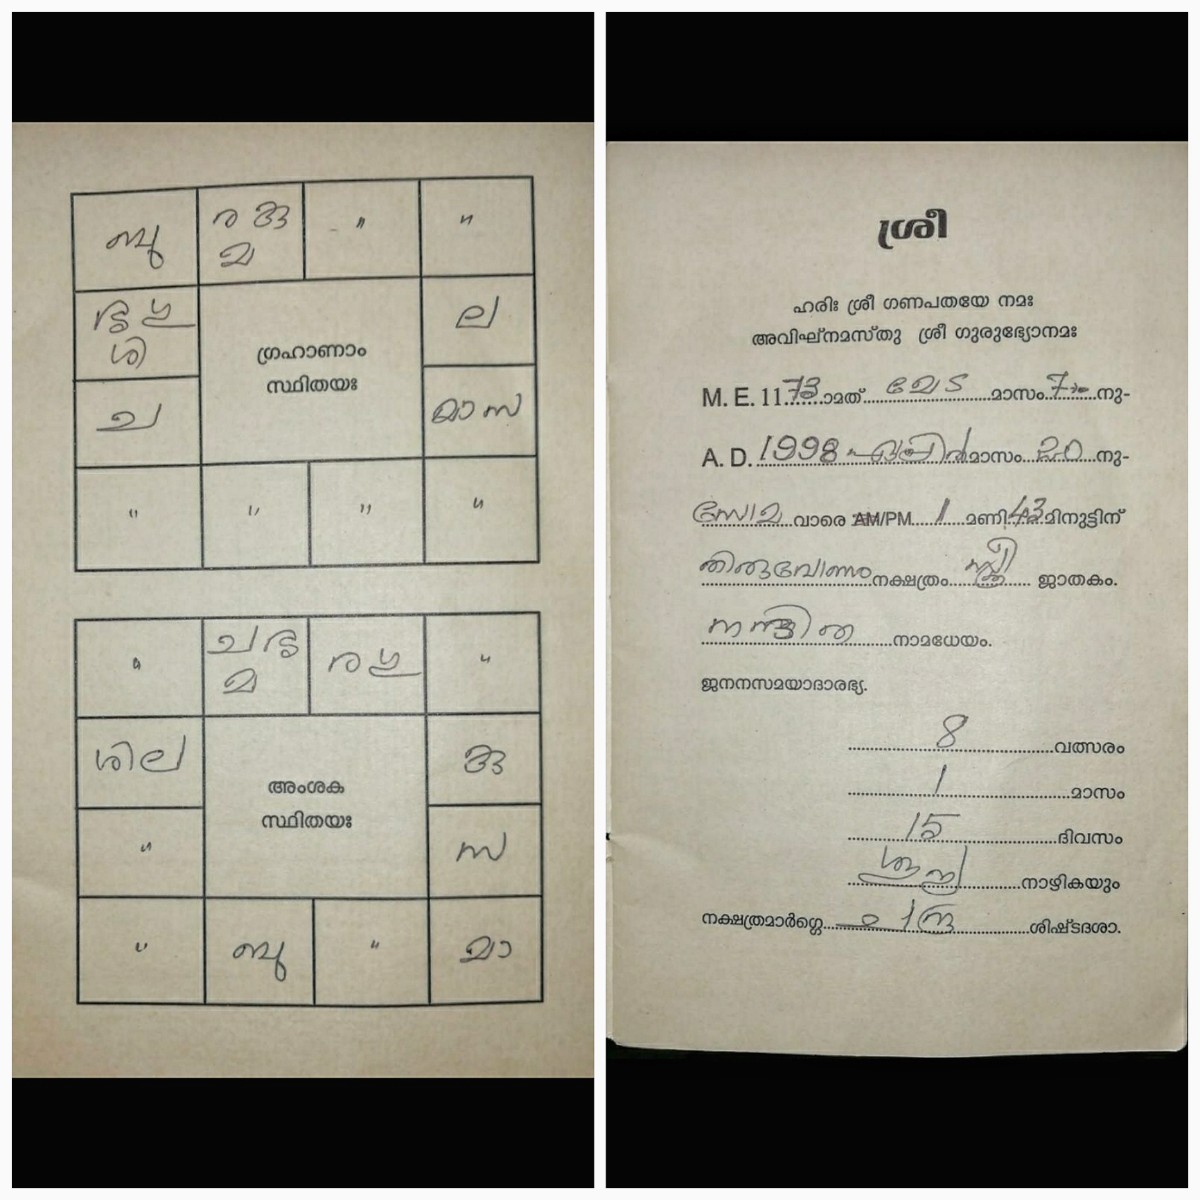 ബു
ര കു
മ
"
"
ശി
ല
ഗ്രഹാണാം
സ്ഥിതയഃ
ച
മാ സ
"
"
"
"
"
ച
മ
ര
"
ശി ല
കു
അംശക
സ്ഥിതയഃ
"
സ
"
ബു
"
മാ
ശ്രീ
ഹരിഃ ശ്രീ ഗണപതയേ നമഃ
അവിഘ്നമസ്തു ശ്രീ ഗുരുഭ്യോനമഃ
M. E. 1173ാമത് മേട മാസം 7-ാം നു-
A. D. 1998 ഏപ്രിൽ മാസം 20 നു-
സോമ വാരെ AM/PM 1 മണി 43 മിനുട്ടിന്
തിരുവോണം നക്ഷത്രം സ്ത്രീ ജാതകം.
നാമധേയം.
ജനനസമയാദാരഭ്യ.
8 വത്സരം
1 മാസം
15 ദിവസം
നാഴികയും
നക്ഷത്രമാർഗ്ഗെ ചന്ദ്ര ശിഷ്ടദശാ.